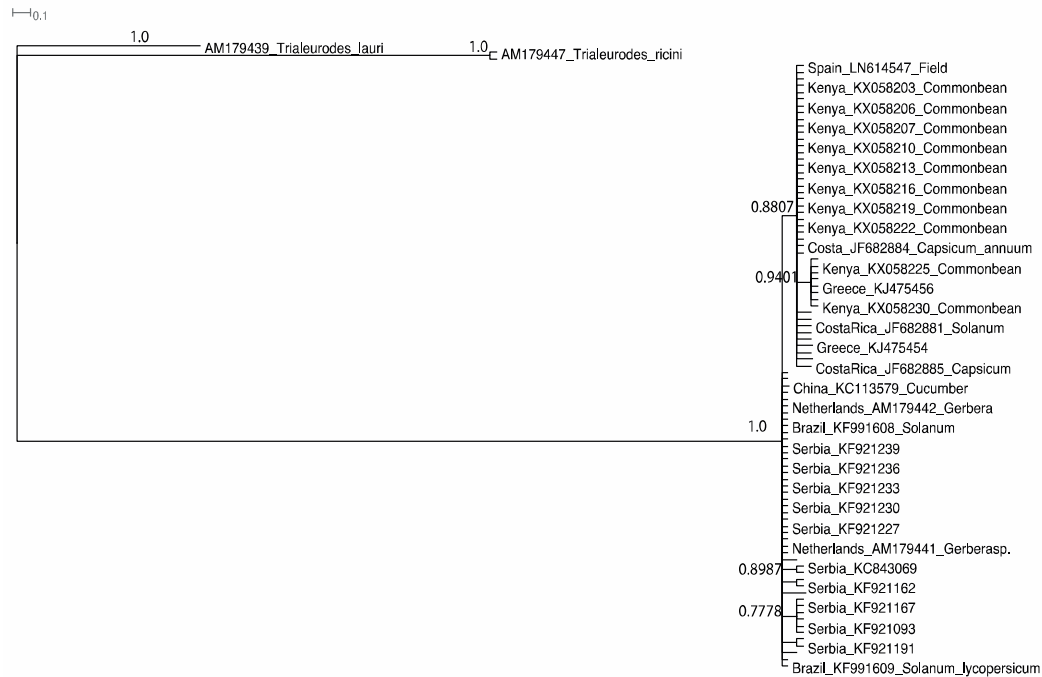 0.1
1.0
AM179439_Trialeurodes_lauri
1.0
AM179447_Trialeurodes_ricini
Spain_LN614547_Field
Kenya_KX058203_Commonbean
Kenya_KX058206_Commonbean
Kenya_KX058207_Commonbean
Kenya_KX058210_Commonbean
Kenya_KX058213_Commonbean
Kenya_KX058216_Commonbean
0.8807
Kenya_KX058219_Commonbean
Kenya_KX058222_Commonbean
Costa_JF682884_Capsicum_annuum
0.9401
Kenya_KX058225_Commonbean
Greece_KJ475456
Kenya_KX058230_Commonbean
CostaRica_JF682881_Solanum
Greece_KJ475454
CostaRica_JF682885_Capsicum
China_KC113579_Cucumber
Netherlands_AM179442_Gerbera
1.0
Brazil_KF991608_Solanum
Serbia_KF921239
Serbia_KF921236
Serbia_KF921233
Serbia_KF921230
Serbia_KF921227
Netherlands_AM179441_Gerberasp.
0.8987
Serbia_KC843069
Serbia_KF921162
0.7778
Serbia_KF921167
Serbia_KF921093
Serbia_KF921191
Brazil_KF991609_Solanum_lycopersicum